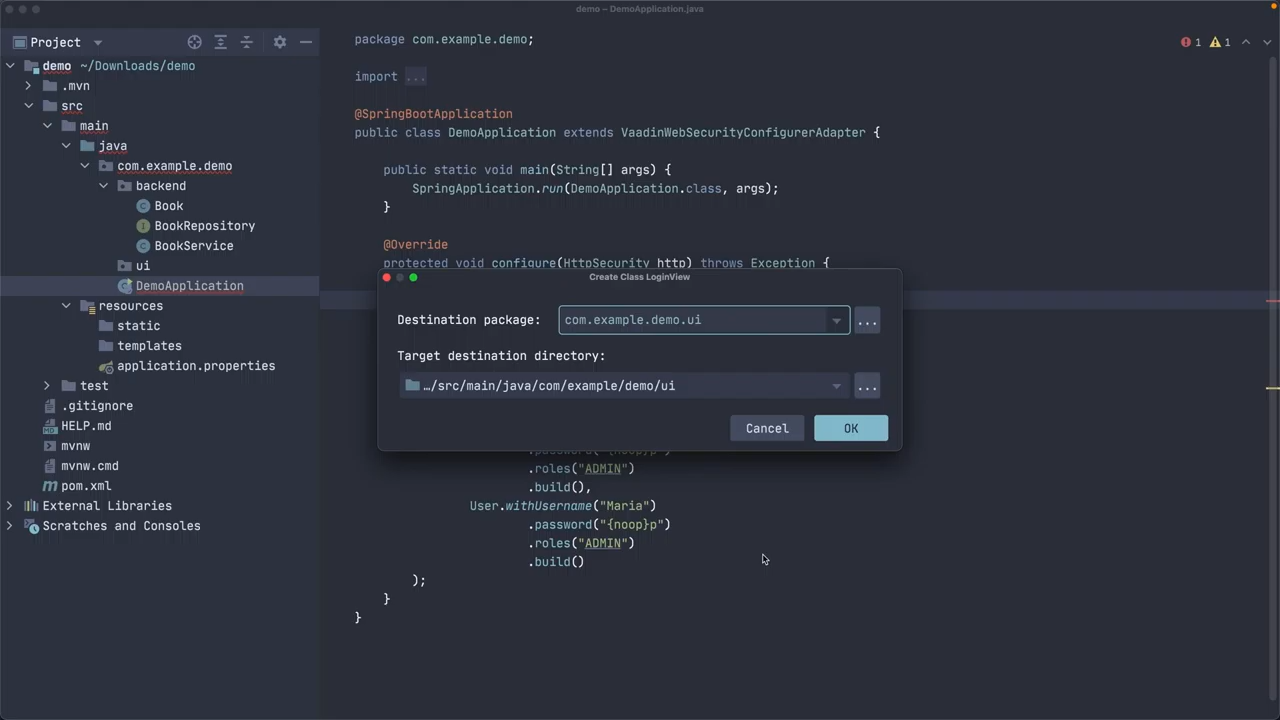 demo – DemoApplication.java
Project
demo ~/Downloads/demo
.mvn
src
main
java
com.example.demo
backend
Book
BookRepository
BookService
ui
DemoApplication
resources
static
templates
application.properties
test
.gitignore
HELP.md
mvnw
mvnw.cmd
pom.xml
External Libraries
Scratches and Consoles
1 1
package com.example.demo;
import ...
@SpringBootApplication
public class DemoApplication extends VaadinWebSecurityConfigurerAdapter {
public static void main(String[] args) {
SpringApplication.run(DemoApplication.class, args);
}
@Override
protected void configure(HttpSecurity http) throws Exception {
Create Class LoginView
Destination package: com.example.demo.ui ...
Target destination directory:
…/src/main/java/com/example/demo/ui ...
Cancel OK
.password("{noop}p")
.roles("ADMIN")
.build(),
User.withUsername("Maria")
.password("{noop}p")
.roles("ADMIN")
.build()
);
}
}